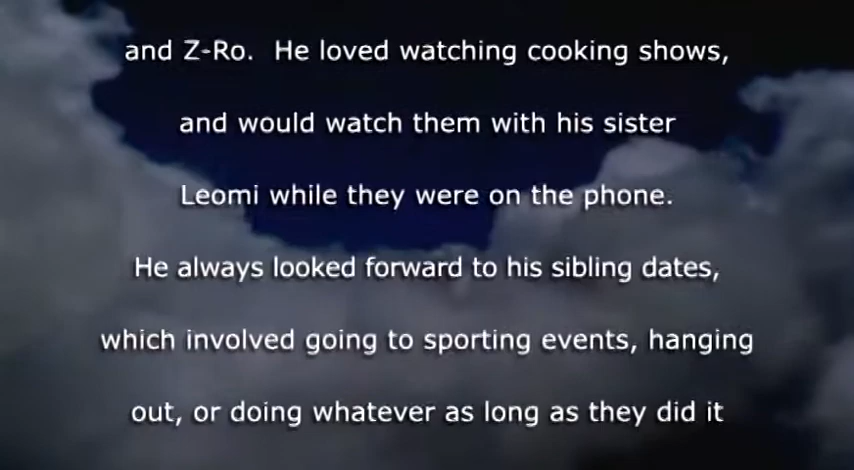 and Z-Ro.  He loved watching cooking shows,
and would watch them with his sister
Leomi while they were on the phone.
He always looked forward to his sibling dates,
which involved going to sporting events, hanging
out, or doing whatever as long as they did it